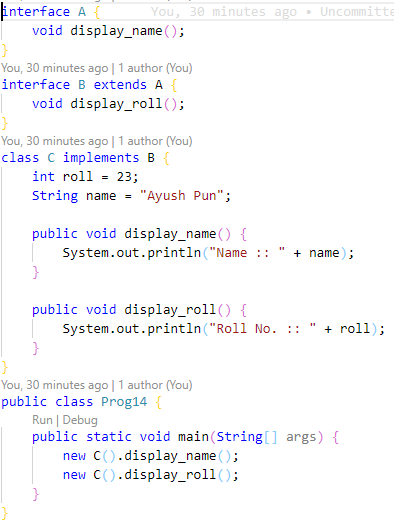 interface A {        You, 30 minutes ago • Uncommitte
    void display_name();
}
You, 30 minutes ago | 1 author (You)
interface B extends A {
    void display_roll();
}
You, 30 minutes ago | 1 author (You)
class C implements B {
    int roll = 23;
    String name = "Ayush Pun";

    public void display_name() {
        System.out.println("Name :: " + name);
    }

    public void display_roll() {
        System.out.println("Roll No. :: " + roll);
    }
}
You, 30 minutes ago | 1 author (You)
public class Prog14 {
    Run | Debug
    public static void main(String[] args) {
        new C().display_name();
        new C().display_roll();
    }
}